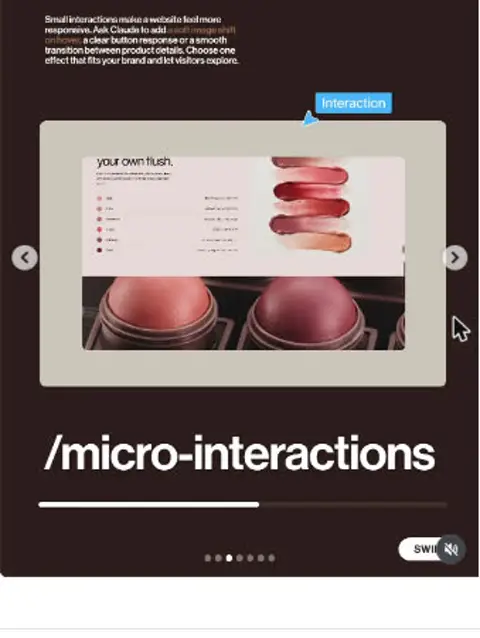 Small interactions make a website feel more
responsive. Ask Claude to add a soft image shift
on hover, a clear button response or a smooth
transition between product details. Choose one
effect that fits your brand and let visitors explore.
Interaction
your own flush.
/micro-interactions